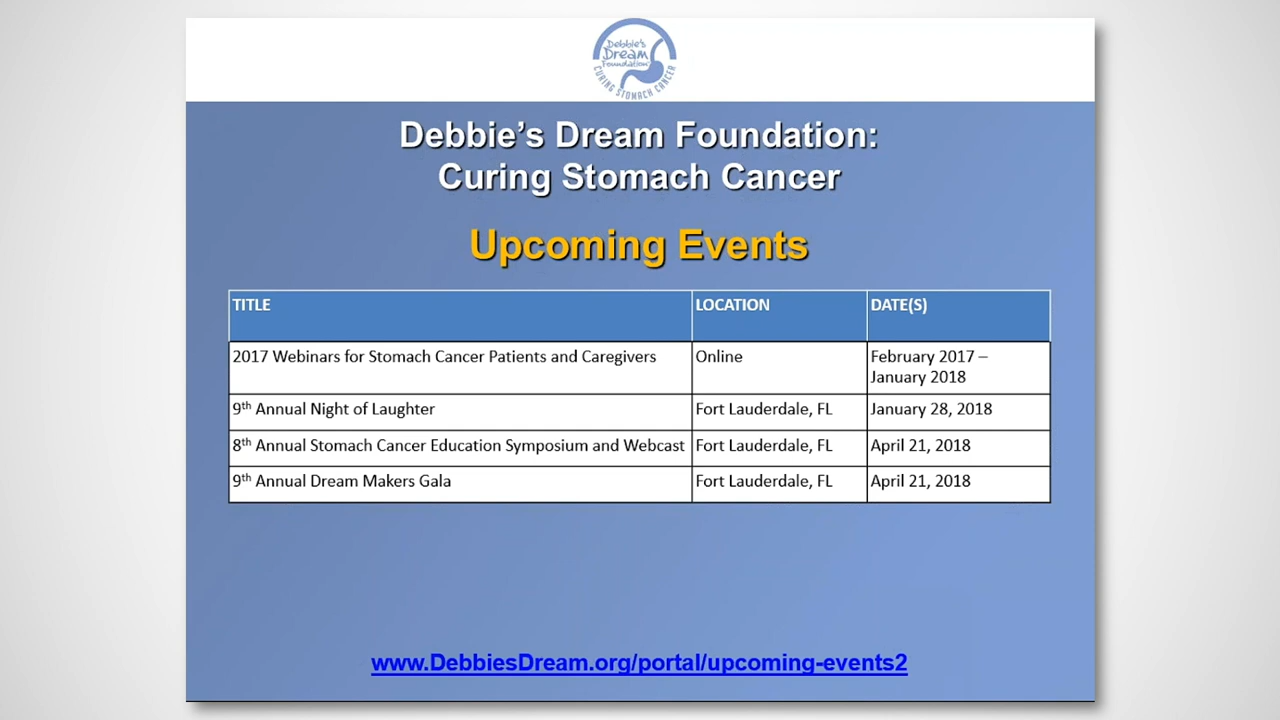 Debbie's
Dream
Foundation
CURING STOMACH CANCER
Debbie’s Dream Foundation:
Curing Stomach Cancer
Upcoming Events
TITLE LOCATION DATE(S)
2017 Webinars for Stomach Cancer Patients and Caregivers Online February 2017 –
January 2018
9th Annual Night of Laughter Fort Lauderdale, FL January 28, 2018
8th Annual Stomach Cancer Education Symposium and Webcast Fort Lauderdale, FL April 21, 2018
9th Annual Dream Makers Gala Fort Lauderdale, FL April 21, 2018
www.DebbiesDream.org/portal/upcoming-events2